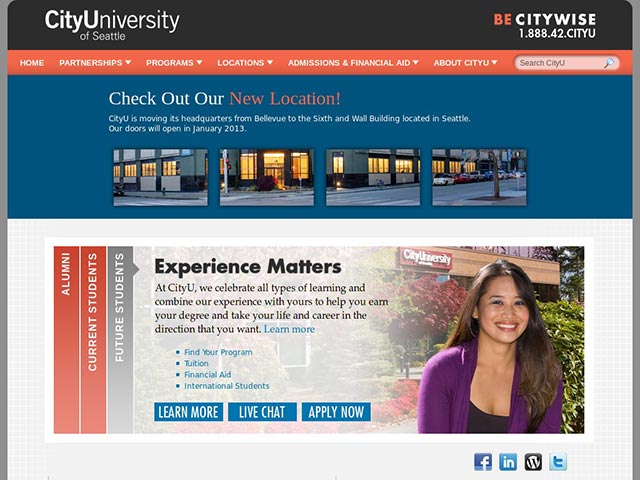 CityUniversity
of Seattle
BE CITYWISE
1.888.42.CITYU
HOME PARTNERSHIPS PROGRAMS LOCATIONS ADMISSIONS & FINANCIAL AID ABOUT CITYU Search CityU
Check Out Our New Location!
CityU is moving its headquarters from Bellevue to the Sixth and Wall Building located in Seattle.
Our doors will open in January 2013.
ALUMNI
CURRENT STUDENTS
FUTURE STUDENTS
Experience Matters
At CityU, we celebrate all types of learning and
combine our experience with yours to help you earn
your degree and take your life and career in the
direction that you want. Learn more
Find Your Program
Tuition
Financial Aid
International Students
LEARN MORE LIVE CHAT APPLY NOW
CityUniversity
of Seattle